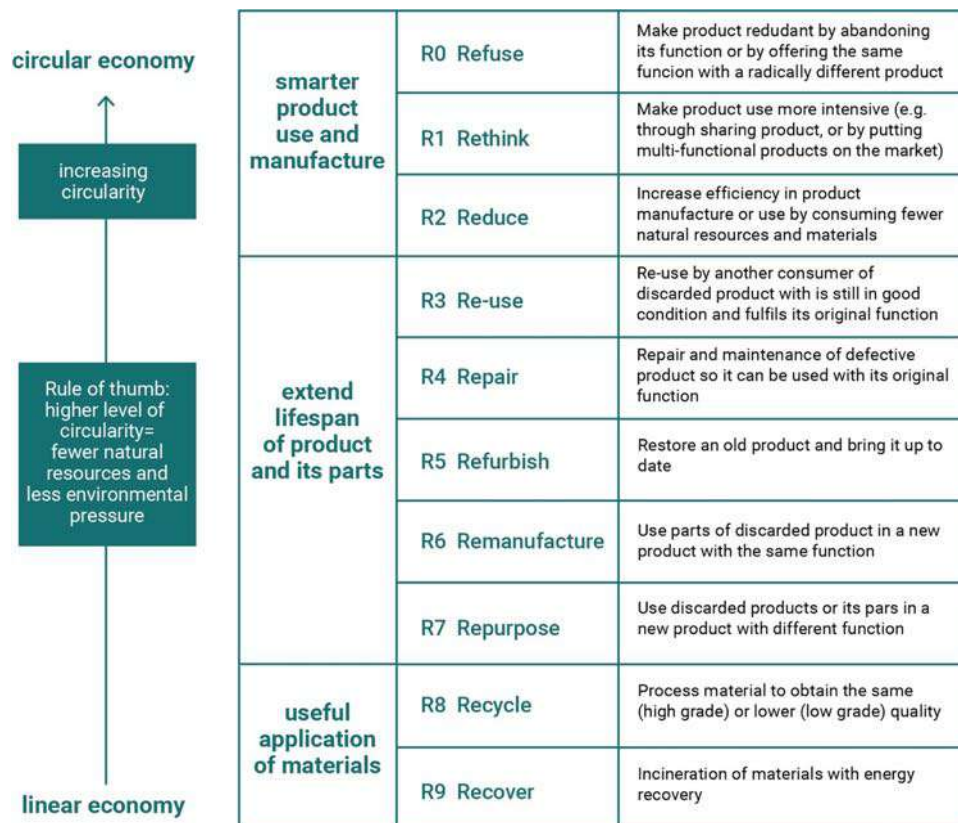 circular economy
increasing
circularity
Rule of thumb:
higher level of
circularity=
fewer natural
resources and
less environmental
pressure
linear economy
smarter
product
use and
manufacture
R0 Refuse
Make product redudant by abandoning
its function or by offering the same
funcion with a radically different product
R1 Rethink
Make product use more intensive (e.g.
through sharing product, or by putting
multi-functional products on the market)
R2 Reduce
Increase efficiency in product
manufacture or use by consuming fewer
natural resources and materials
extend
lifespan
of product
and its parts
R3 Re-use
Re-use by another consumer of
discarded product with is still in good
condition and fulfils its original function
R4 Repair
Repair and maintenance of defective
product so it can be used with its original
function
R5 Refurbish
Restore an old product and bring it up to
date
R6 Remanufacture
Use parts of discarded product in a new
product with the same function
R7 Repurpose
Use discarded products or its pars in a
new product with different function
useful
application
of materials
R8 Recycle
Process material to obtain the same
(high grade) or lower (low grade) quality
R9 Recover
Incineration of materials with energy
recovery